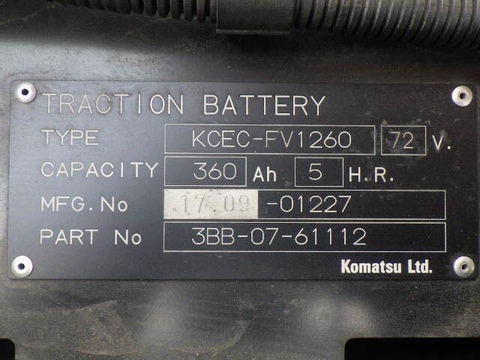 TRACTION BATTERY
TYPE KCEC-FV1260 72 V.
CAPACITY 360 Ah 5 H.R.
MFG.No .17.09 -01227
PART No 3BB-07-61112
Komatsu Ltd.